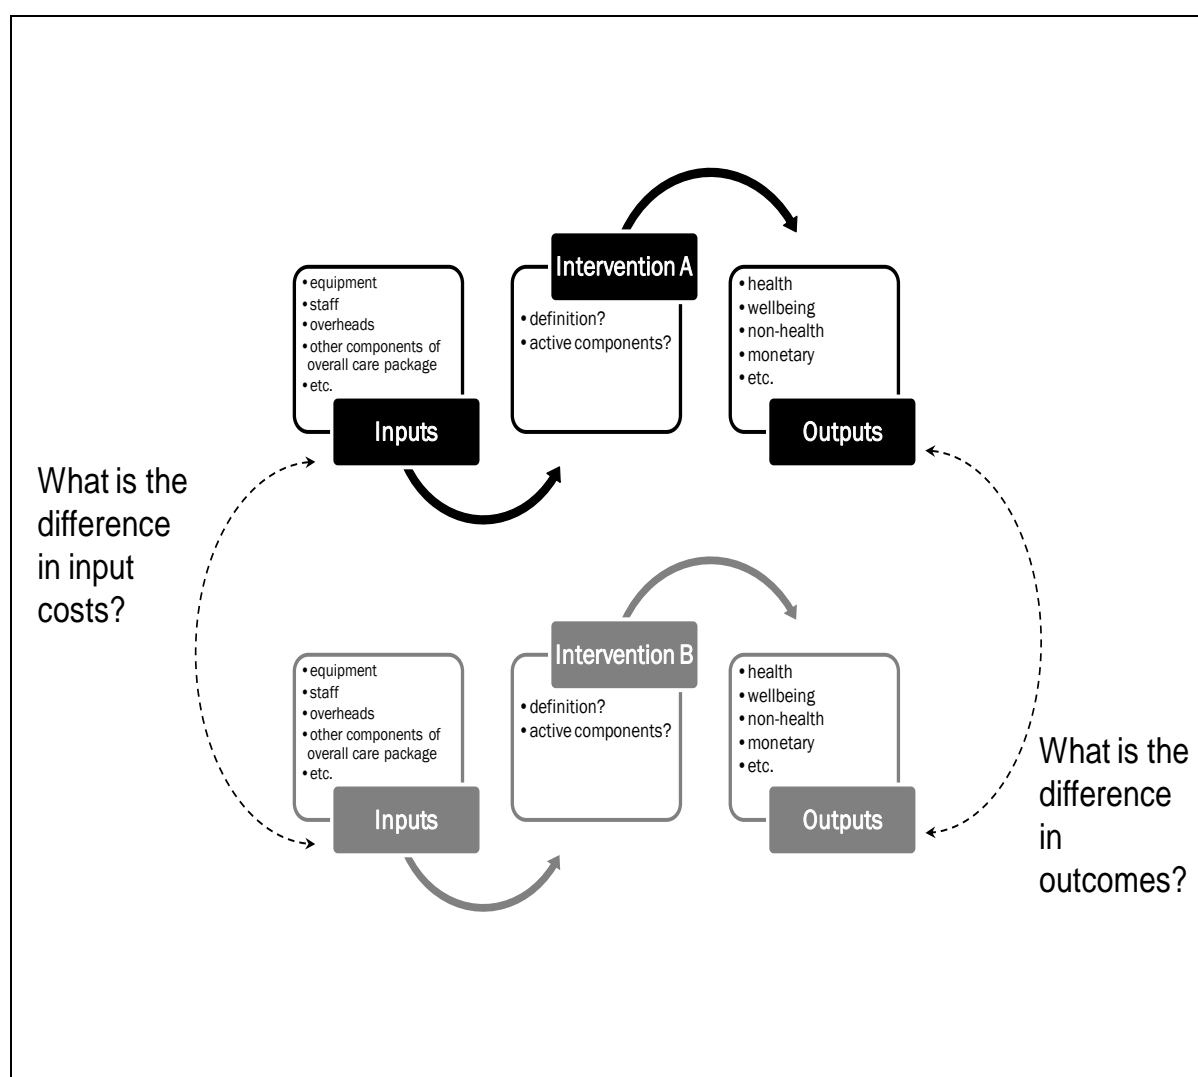 Intervention A
• equipment
• staff
• overheads
• other components of
overall care package
• etc.
Inputs
• definition?
• active components?
• health
• wellbeing
• non-health
• monetary
• etc.
Outputs
What is the
difference
in input
costs?
Intervention B
• equipment
• staff
• overheads
• other components of
overall care package
• etc.
Inputs
• definition?
• active components?
• health
• wellbeing
• non-health
• monetary
• etc.
Outputs
What is the
difference
in
outcomes?